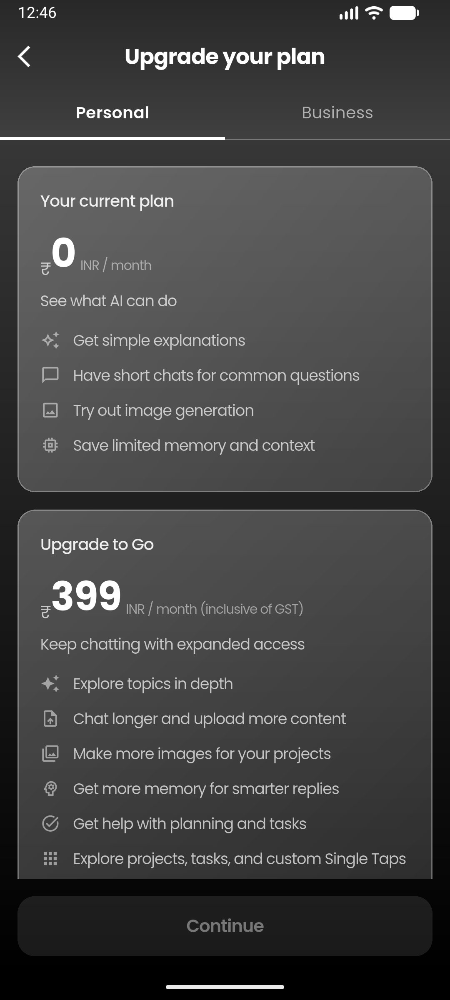 12:46
Upgrade your plan
Personal
Business
Your current plan
₹0 INR / month
See what AI can do
Get simple explanations
Have short chats for common questions
Try out image generation
Save limited memory and context
Upgrade to Go
₹399 INR / month (inclusive of GST)
Keep chatting with expanded access
Explore topics in depth
Chat longer and upload more content
Make more images for your projects
Get more memory for smarter replies
Get help with planning and tasks
Explore projects, tasks, and custom Single Taps
Continue